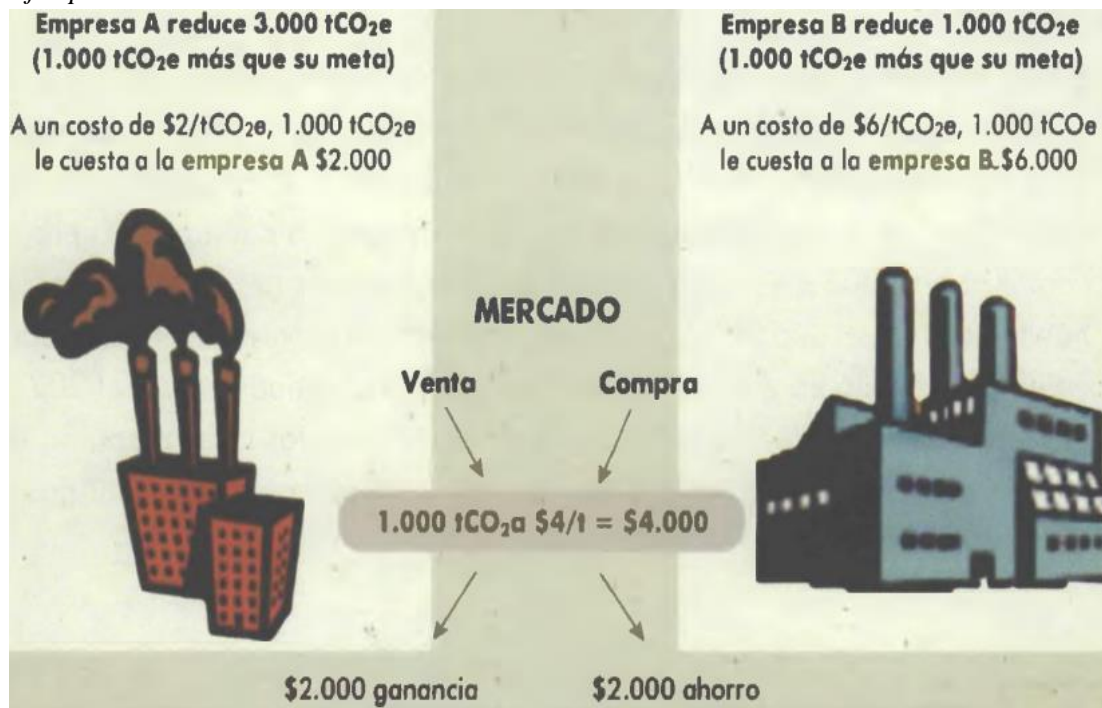 Empresa A reduce 3.000 tCO₂e
(1.000 tCO₂e más que su meta)
A un costo de $2/tCO₂e, 1.000 tCO₂e
le cuesta a la empresa A $2.000
Empresa B reduce 1.000 tCO₂e
(1.000 tCO₂e más que su meta)
A un costo de $6/tCO₂e, 1.000 tCOe
le cuesta a la empresa B $6.000
MERCADO
Venta Compra
1.000 tCO₂a $4/t = $4.000
$2.000 ganancia $2.000 ahorro